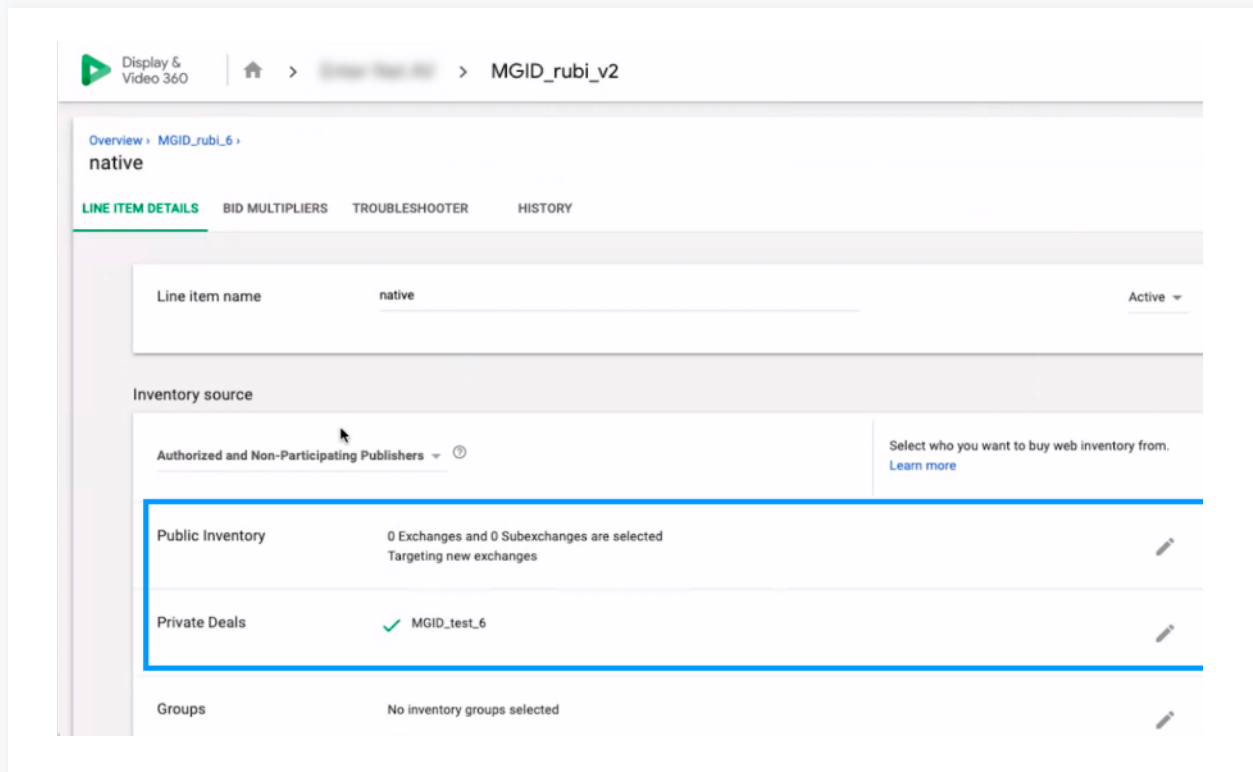 Display &
Video 360
> > MGID_rubi_v2
Overview › MGID_rubi_6 ›
native
LINE ITEM DETAILS BID MULTIPLIERS TROUBLESHOOTER HISTORY
Line item name native Active
Inventory source
Authorized and Non-Participating Publishers ?
Select who you want to buy web inventory from.
Learn more
Public Inventory 0 Exchanges and 0 Subexchanges are selected
Targeting new exchanges
Private Deals MGID_test_6
Groups No inventory groups selected